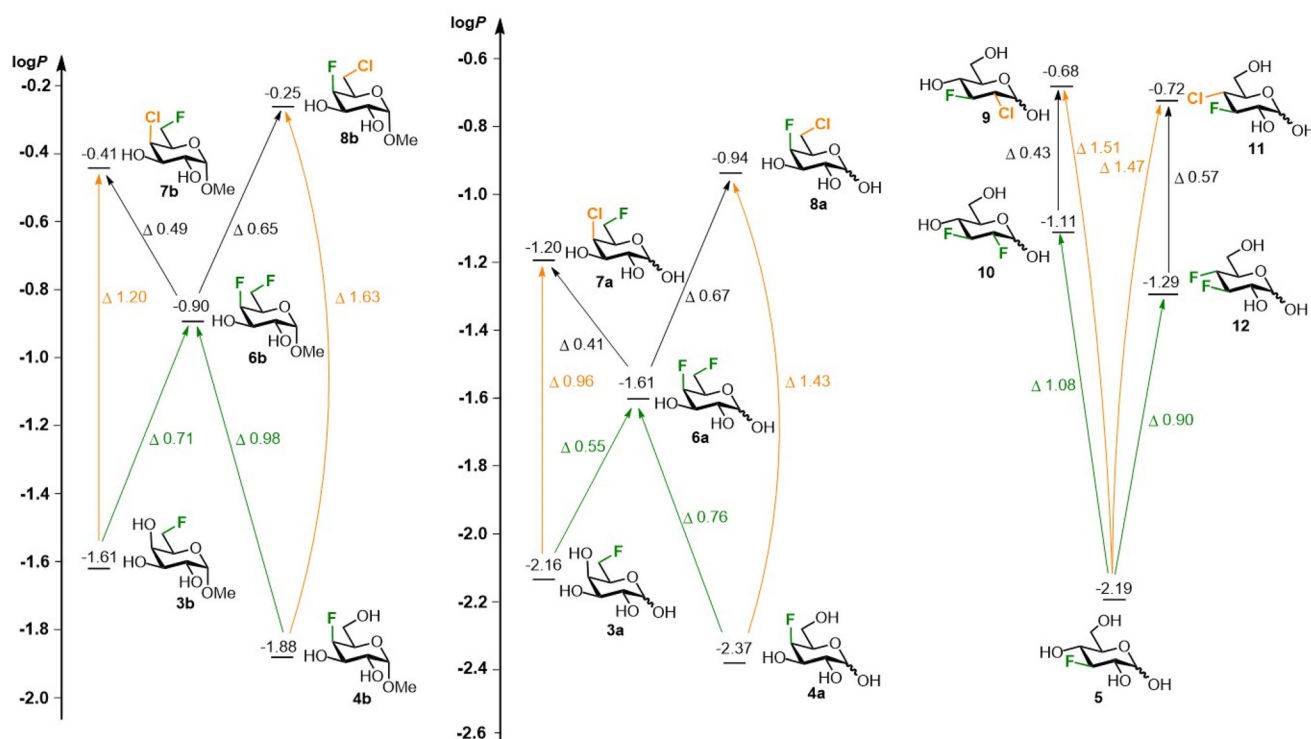 logP
-0.2
-0.4
-0.6
-0.8
-1.0
-1.2
-1.4
-1.6
-1.8
-2.0
F
Cl
-0.25
O
HO
HO
OMe
8b
Cl
F
-0.41
O
HO
HO
OMe
7b
Δ 0.49
Δ 0.65
Δ 1.20
Δ 1.63
F
F
-0.90
O
HO
HO
OMe
6b
Δ 0.71
Δ 0.98
HO
F
-1.61
O
HO
HO
OMe
3b
F
OH
-1.88
O
HO
HO
OMe
4b
logP
-0.6
-0.8
-1.0
-1.2
-1.4
-1.6
-1.8
-2.0
-2.2
-2.4
-2.6
F
Cl
-0.94
O
HO
HO
OH
8a
Cl
F
-1.20
O
HO
HO
OH
7a
Δ 0.67
Δ 0.41
Δ 0.96
Δ 1.43
F
F
-1.61
O
HO
HO
OH
6a
Δ 0.55
Δ 0.76
HO
F
-2.16
O
HO
HO
OH
3a
F
OH
-2.37
O
HO
HO
OH
4a
OH
HO
O
F
Cl
OH
9
-0.68
-0.72
OH
Cl
O
F
HO
OH
11
Δ 0.43
Δ 1.51
Δ 1.47
Δ 0.57
OH
HO
O
F
F
OH
10
-1.11
-1.29
OH
F
O
F
HO
OH
12
Δ 1.08
Δ 0.90
-2.19
OH
HO
O
F
HO
OH
5